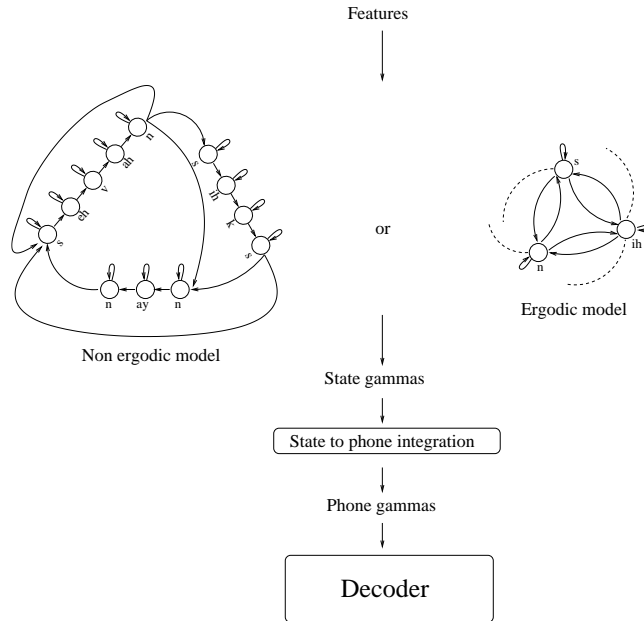 Features
n
ah
v
eh
s
s
ih
k
s
n
ay
n
Non ergodic model
or
s
n
ih
Ergodic model
State gammas
State to phone integration
Phone gammas
Decoder